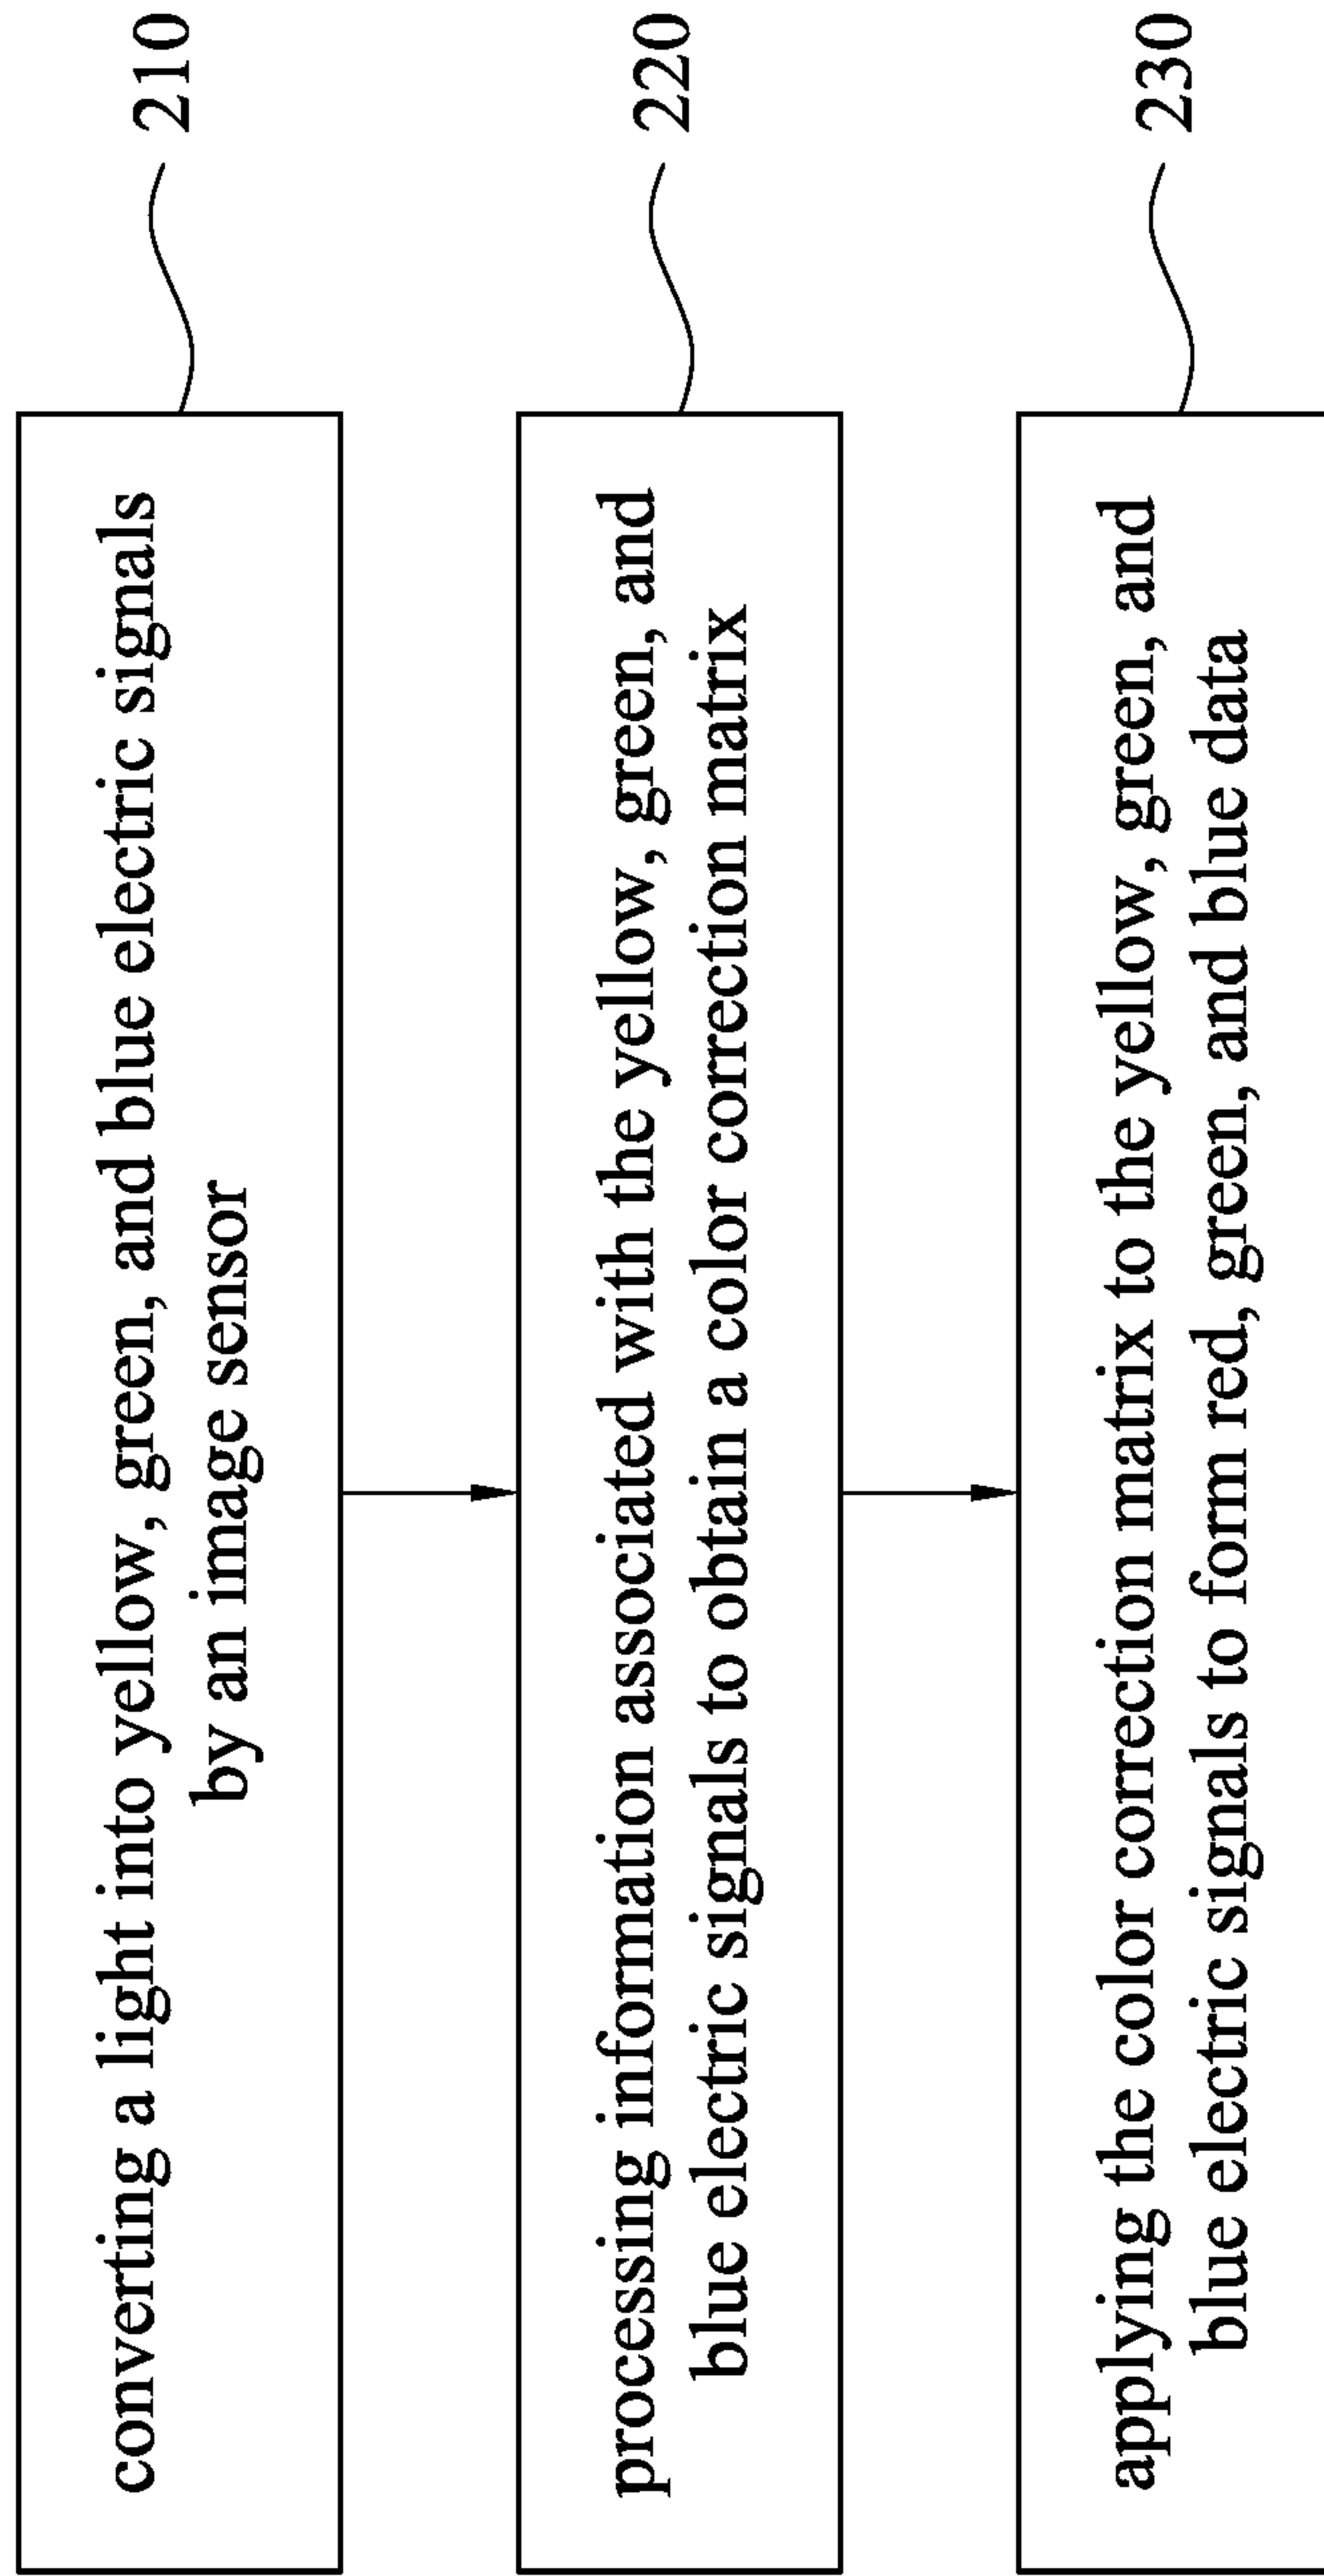 converting a light into yellow, green, and blue electric signals
by an image sensor
210
processing information associated with the yellow, green, and
blue electric signals to obtain a color correction matrix
220
applying the color correction matrix to the yellow, green, and
blue electric signals to form red, green, and blue data
230